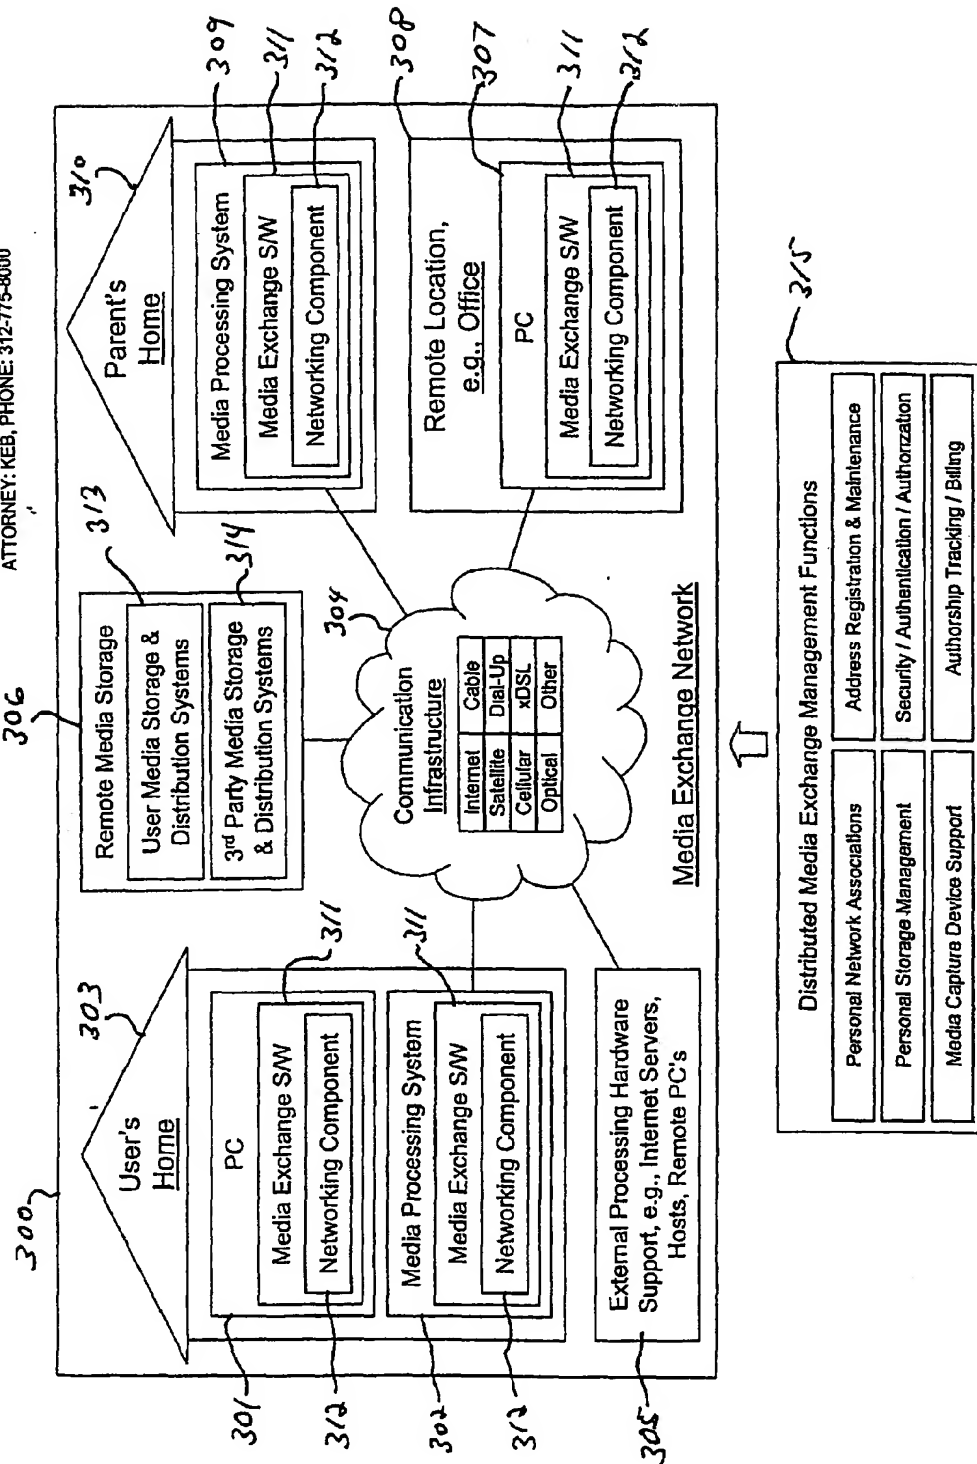 ATTORNEY: KEB, PHONE: 312-775-8000
300
303
User's
Home
PC
Media Exchange S/W
Networking Component
Media Processing System
Media Exchange S/W
Networking Component
External Processing Hardware
Support, e.g., Internet Servers,
Hosts, Remote PC's
301
312
302
312
305
311
311
306
Remote Media Storage
User Media Storage &
Distribution Systems
3rd Party Media Storage
& Distribution Systems
313
314
304
Communication
Infrastructure
Internet Cable
Satellite Dial-Up
Cellular xDSL
Optical Other
Media Exchange Network
310
Parent's
Home
Media Processing System
Media Exchange S/W
Networking Component
309
311
312
308
307
Remote Location,
e.g., Office
PC
Media Exchange S/W
Networking Component
311
312
315
Distributed Media Exchange Management Functions
Personal Network Associations
Address Registration & Maintenance
Personal Storage Management
Security / Authentication / Authorization
Media Capture Device Support
Authorship Tracking / Billing